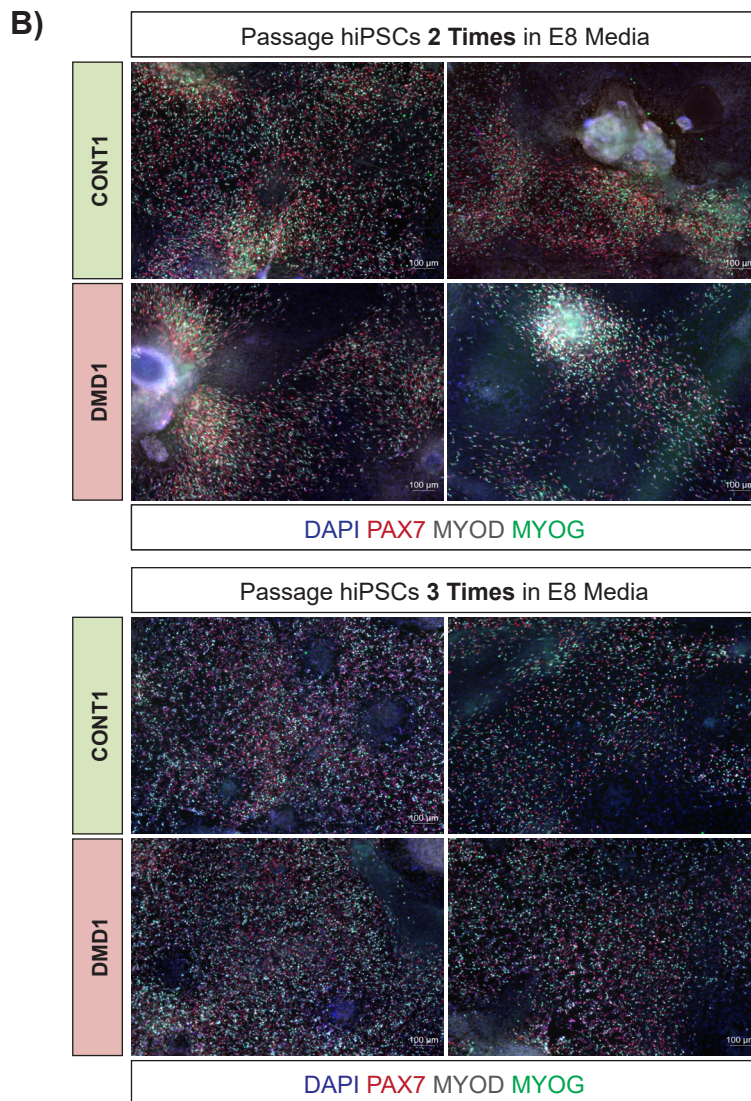 B)
Passage hiPSCs 2 Times in E8 Media
CONT1
100 µm
100 µm
DMD1
100 µm
100 µm
DAPI PAX7 MYOD MYOG
Passage hiPSCs 3 Times in E8 Media
CONT1
100 µm
100 µm
DMD1
100 µm
100 µm
DAPI PAX7 MYOD MYOG